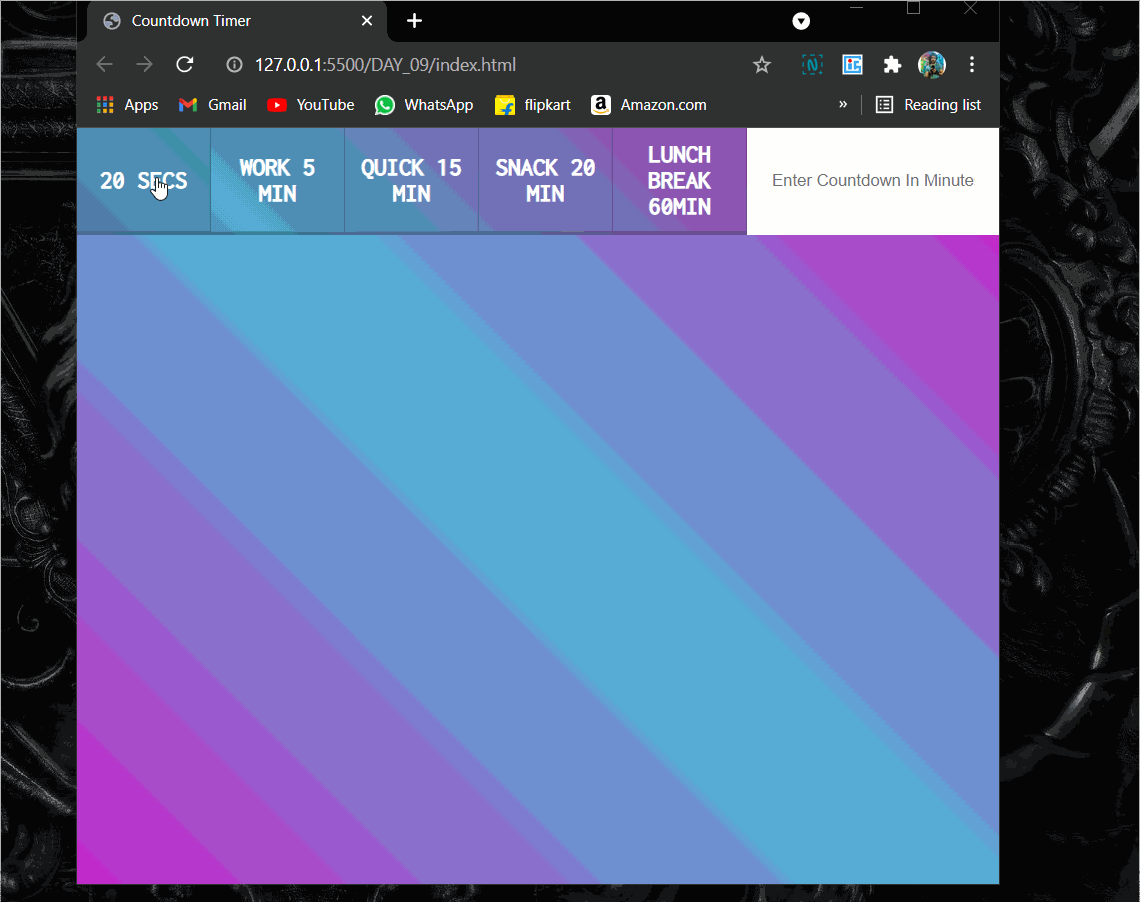 Countdown Timer
127.0.0.1:5500/DAY_09/index.html
Apps Gmail YouTube WhatsApp flipkart Amazon.com » Reading list
20 SECS
WORK 5
MIN
QUICK 15
MIN
SNACK 20
MIN
LUNCH
BREAK
60MIN
Enter Countdown In Minute